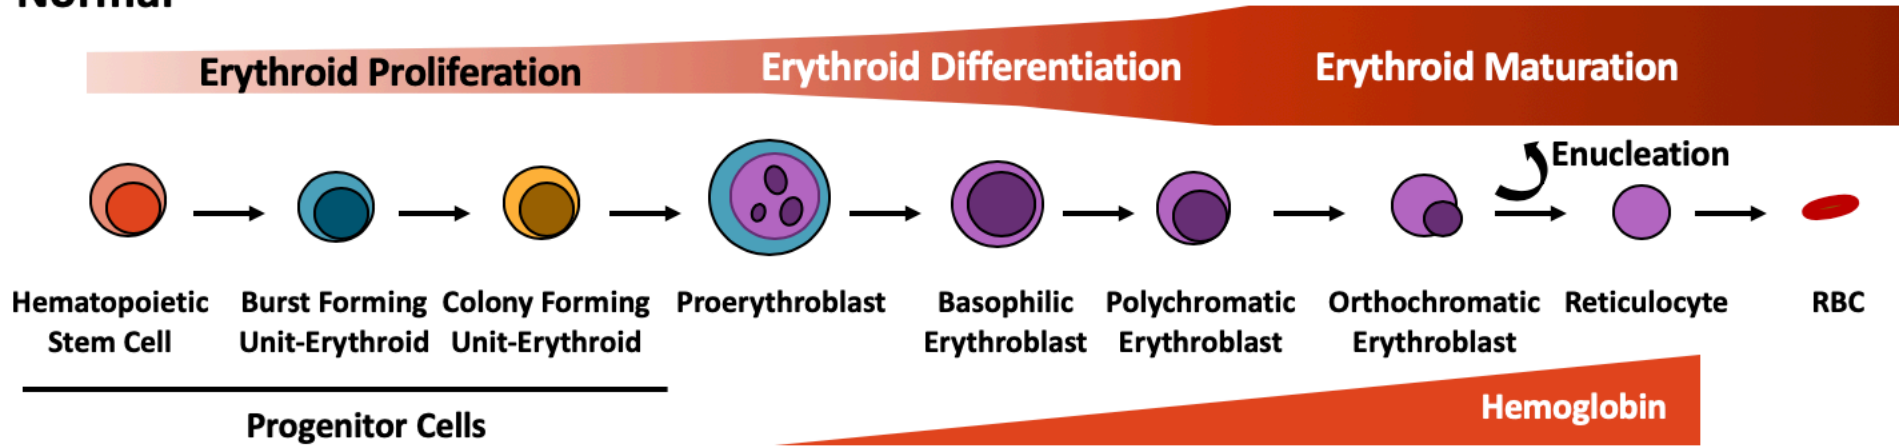 Normal
Erythroid Proliferation
Erythroid Differentiation
Erythroid Maturation
Enucleation
Hematopoietic
Stem Cell
Burst Forming
Unit-Erythroid
Colony Forming
Unit-Erythroid
Proerythroblast
Basophilic
Erythroblast
Polychromatic
Erythroblast
Orthochromatic
Erythroblast
Reticulocyte
RBC
Progenitor Cells
Hemoglobin